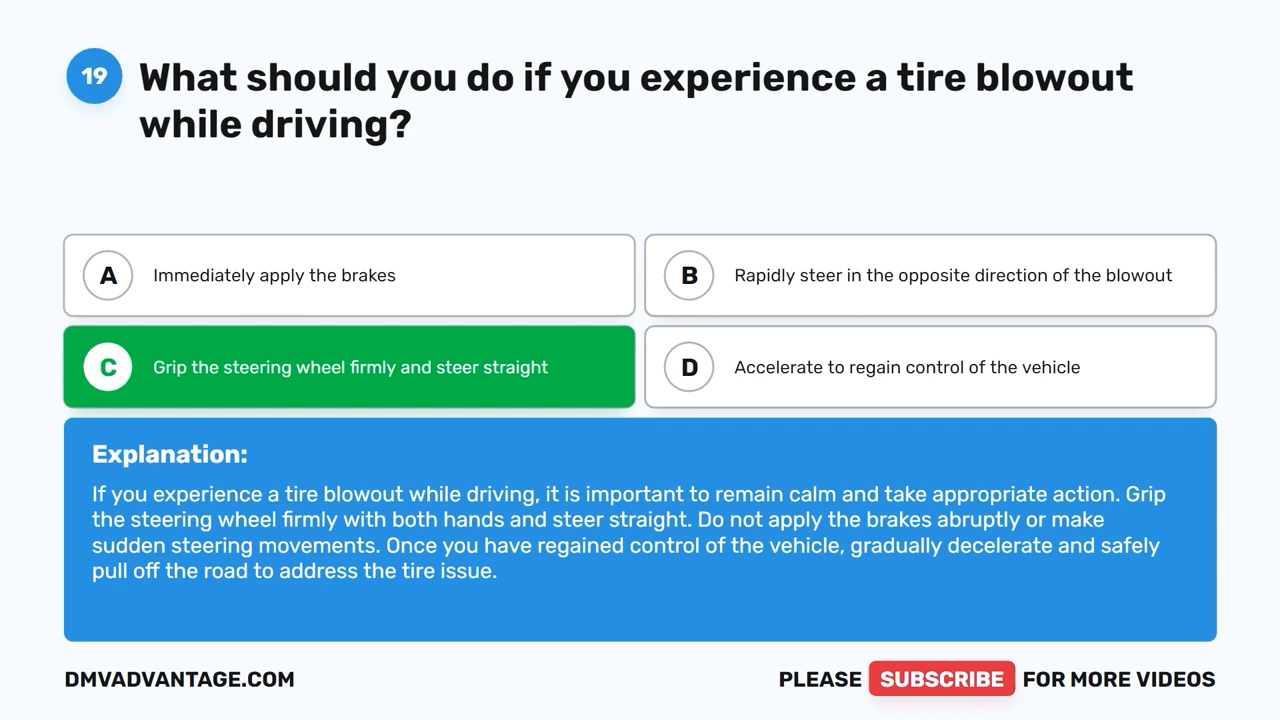 19
What should you do if you experience a tire blowout
while driving?
A Immediately apply the brakes
B Rapidly steer in the opposite direction of the blowout
C Grip the steering wheel firmly and steer straight
D Accelerate to regain control of the vehicle
Explanation:
If you experience a tire blowout while driving, it is important to remain calm and take appropriate action. Grip
the steering wheel firmly with both hands and steer straight. Do not apply the brakes abruptly or make
sudden steering movements. Once you have regained control of the vehicle, gradually decelerate and safely
pull off the road to address the tire issue.
DMVADVANTAGE.COM
PLEASE SUBSCRIBE FOR MORE VIDEOS